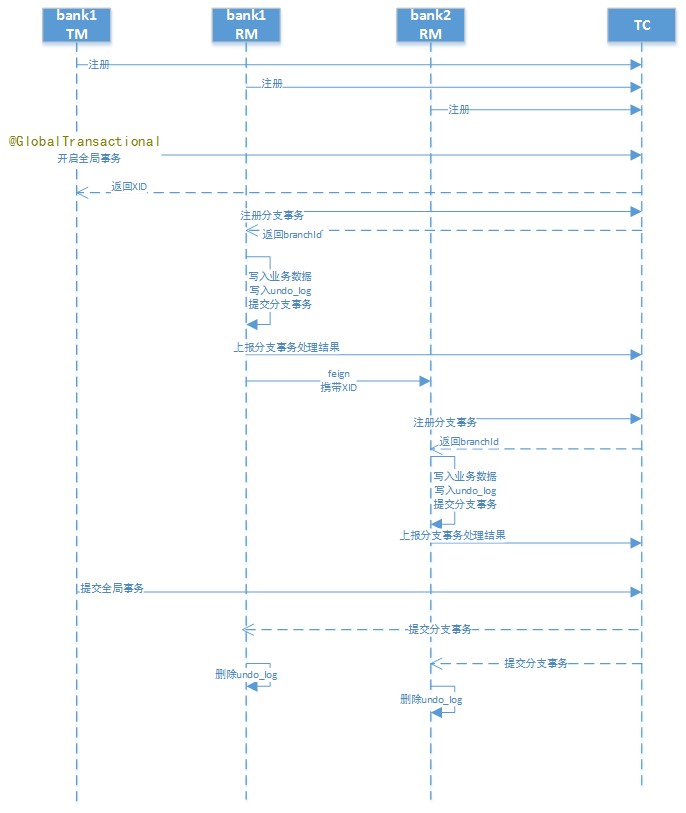 bank1
TM
bank1
RM
bank2
RM
TC
注册
注册
注册
@GlobalTransactional
开启全局事务
返回XID
注册分支事务
返回branchId
写入业务数据
写入undo_log
提交分支事务
上报分支事务处理结果
feign
携带XID
注册分支事务
返回branchId
写入业务数据
写入undo_log
提交分支事务
上报分支事务处理结果
提交全局事务
提交分支事务
提交分支事务
删除undo_log
删除undo_log